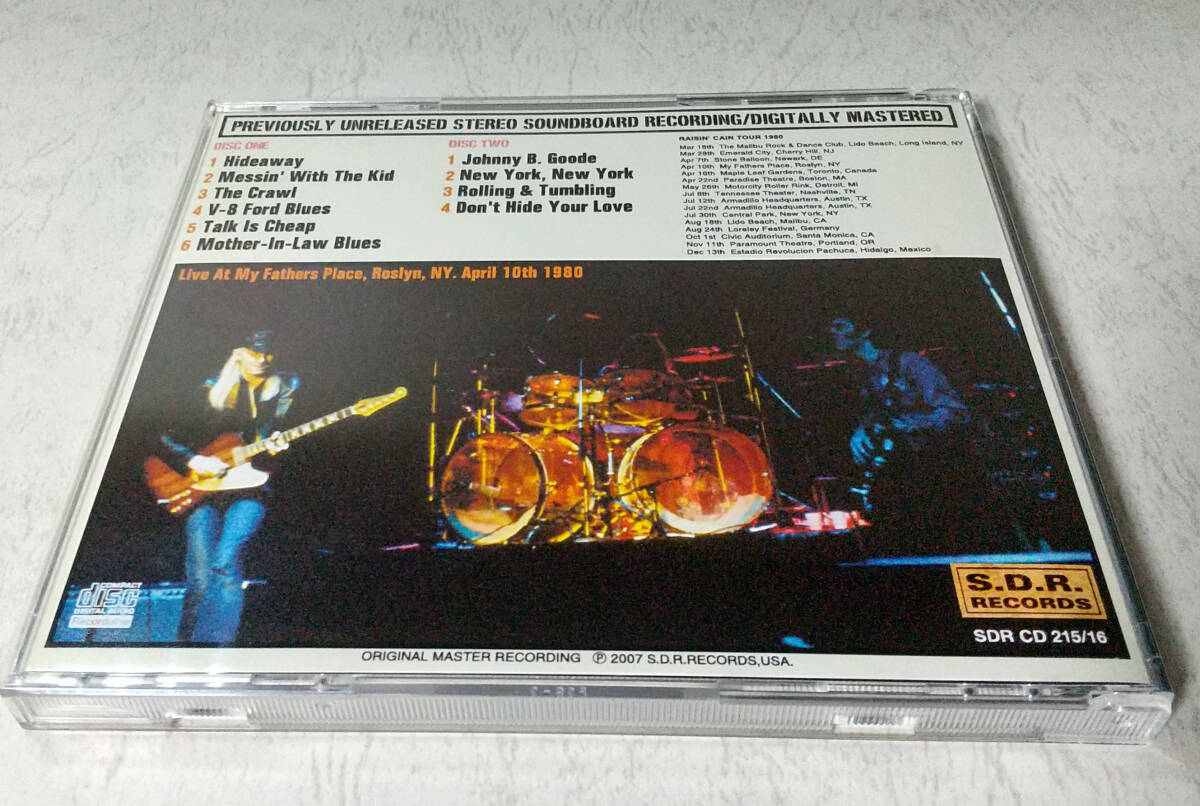 PREVIOUSLY UNRELEASED STEREO SOUNDBOARD RECORDING/DIGITALLY MASTERED
DISC ONE
1 Hideaway
2 Messin' With The Kid
3 The Crawl
4 V-8 Ford Blues
5 Talk Is Cheap
6 Mother-In-Law Blues
DISC TWO
1 Johnny B. Goode
2 New York, New York
3 Rolling & Tumbling
4 Don't Hide Your Love
RAISIN' CAIN TOUR 1980
Mar 18th The Malibu Rock & Dance Club, Lido Beach, Long Island, NY
Mar 29th Emerald City, Cherry Hill, NJ
Apr 7th Stone Balloon, Newark, DE
Apr 10th My Fathers Place, Roslyn, NY
Apr 16th Maple Leaf Gardens, Toronto, Canada
Apr 22nd Paradise Theatre, Boston, MA
May 26th Motorcity Roller Rink, Detroit, MI
Jul 8th Tennessee Theater, Nashville, TN
Jul 12th Armadillo Headquarters, Austin, TX
Jul 22nd Armadillo Headquarters, Austin, TX
Jul 30th Central Park, New York, NY
Aug 18th Lido Beach, Malibu, CA
Aug 24th Loreley Festival, Germany
Oct 1st Civic Auditorium, Santa Monica, CA
Nov 11th Paramount Theatre, Portland, OR
Dec 13th Estadio Revolucion Pachuca, Hidalgo, Mexico
Live At My Fathers Place, Roslyn, NY. April 10th 1980
COMPACT
disc
DIGITAL AUDIO
Recordable
S.D.R.
RECORDS
SDR CD 215/16
ORIGINAL MASTER RECORDING ℗ 2007 S.D.R.RECORDS,USA.